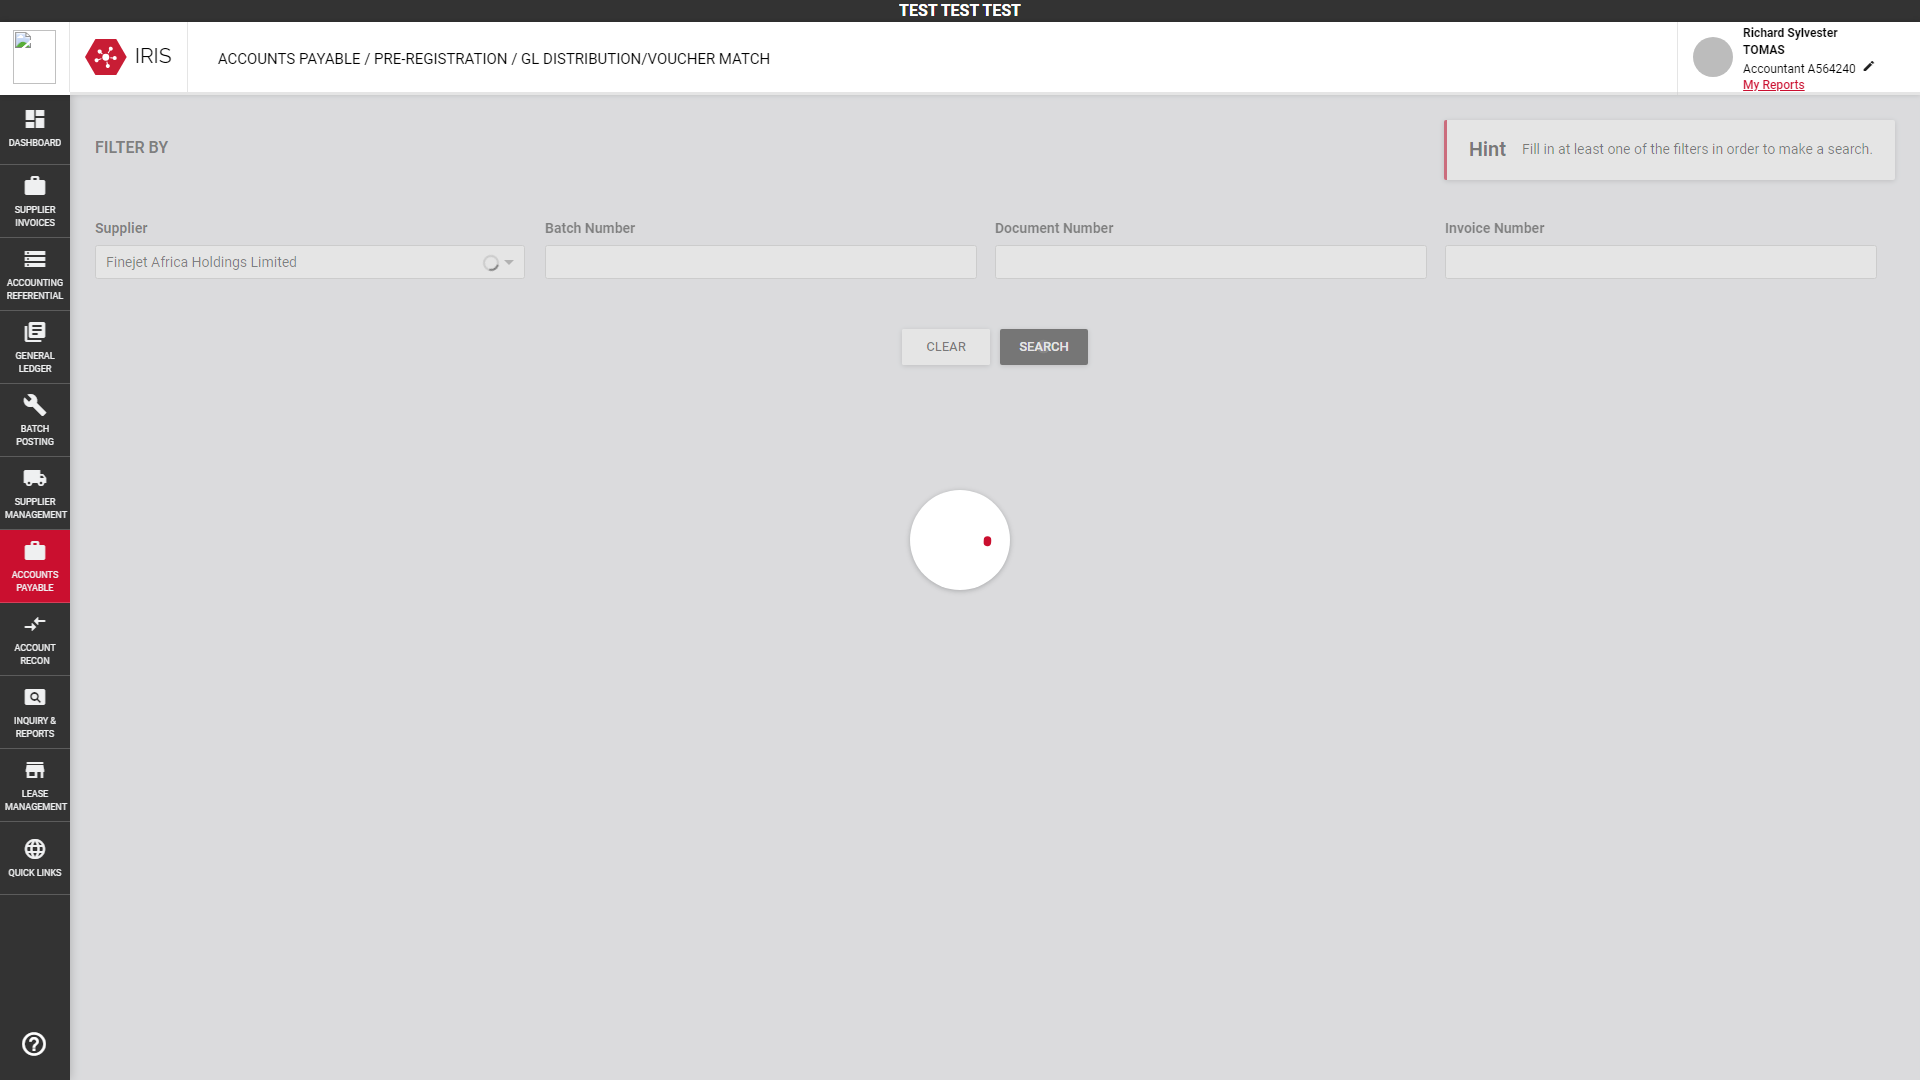 TEST TEST TEST
IRIS
ACCOUNTS PAYABLE / PRE-REGISTRATION / GL DISTRIBUTION/VOUCHER MATCH
Richard Sylvester
TOMAS
Accountant A564240
My Reports
DASHBOARD
SUPPLIER
INVOICES
ACCOUNTING
REFERENTIAL
GENERAL
LEDGER
BATCH
POSTING
SUPPLIER
MANAGEMENT
ACCOUNTS
PAYABLE
ACCOUNT
RECON
INQUIRY &
REPORTS
LEASE
MANAGEMENT
QUICK LINKS
FILTER BY
Hint Fill in at least one of the filters in order to make a search.
Supplier
Batch Number
Document Number
Invoice Number
Finejet Africa Holdings Limited
CLEAR
SEARCH